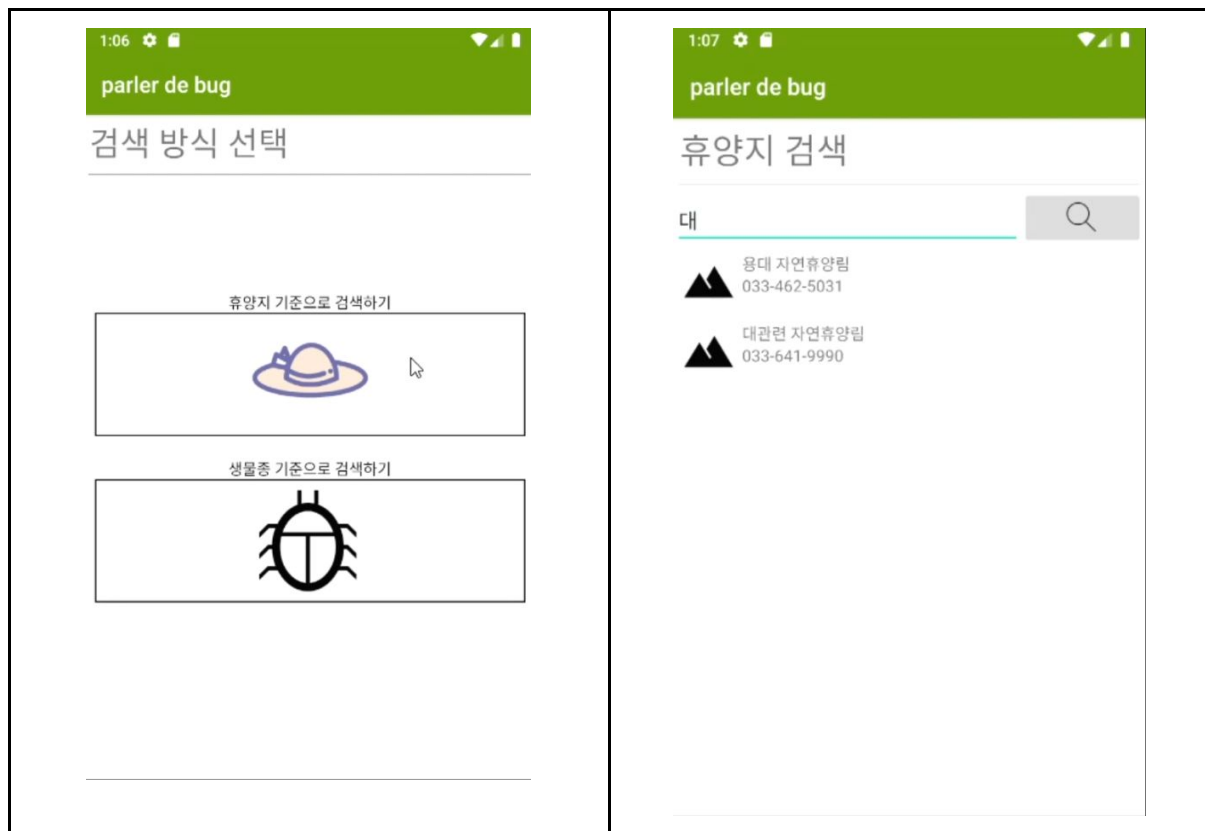 1:06
parler de bug
검색 방식 선택
휴양지 기준으로 검색하기
생물종 기준으로 검색하기
1:07
parler de bug
휴양지 검색
대
용대 자연휴양림
033-462-5031
대관련 자연휴양림
033-641-9990